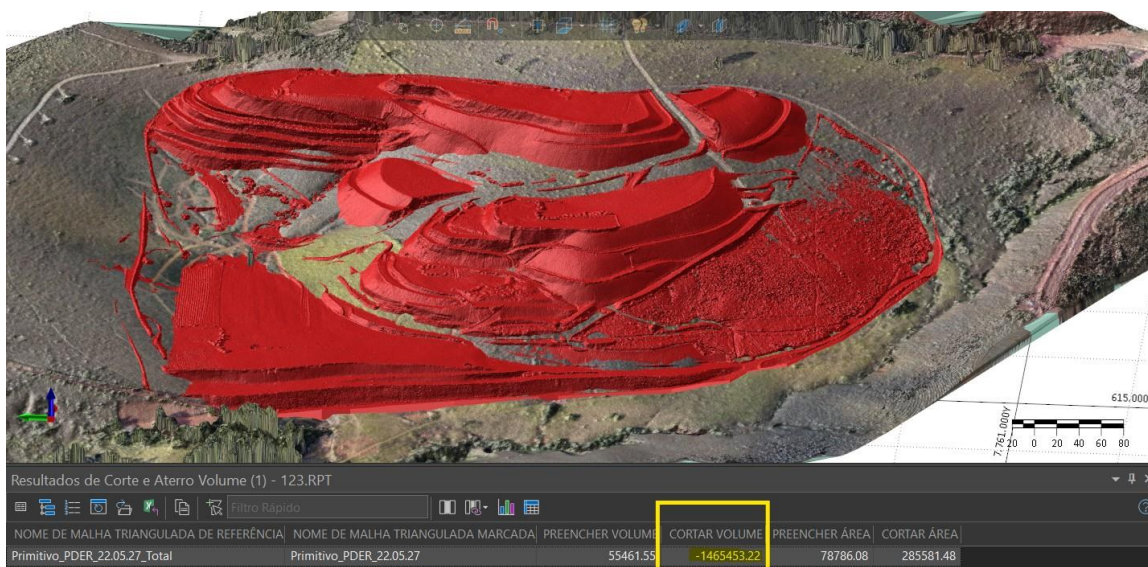 615.000
7.761.000Y
20 0 20 40 60 80
Resultados de Corte e Aterro Volume (1) - 123.RPT
Filtro Rápido
NOME DE MALHA TRIANGULADA DE REFERÊNCIA NOME DE MALHA TRIANGULADA MARCADA PREENCHER VOLUME CORTAR VOLUME PREENCHER ÁREA CORTAR ÁREA
Primitivo_PDER_22.05.27_Total Primitivo_PDER_22.05.27 55461.55 -1465453.22 78786.08 285581.48